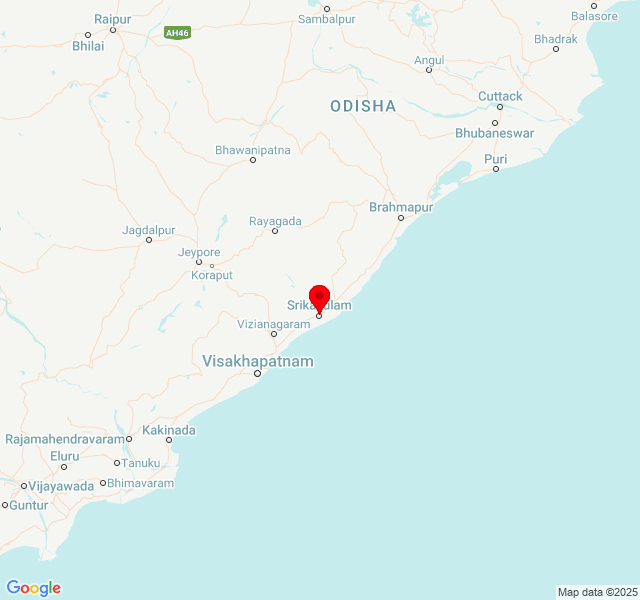 Sambalpur
Balasore
Raipur
AH46
Bhilai
Bhadrak
Angul
Cuttack
ODISHA
Bhubaneswar
Bhawanipatna
Puri
Brahmapur
Rayagada
Jagdalpur
Jeypore
Koraput
Srikakulam
Vizianagaram
Visakhapatnam
Kakinada
Rajamahendravaram
Eluru
Tanuku
Bhimavaram
Vijayawada
Guntur
Google
Map data ©2025